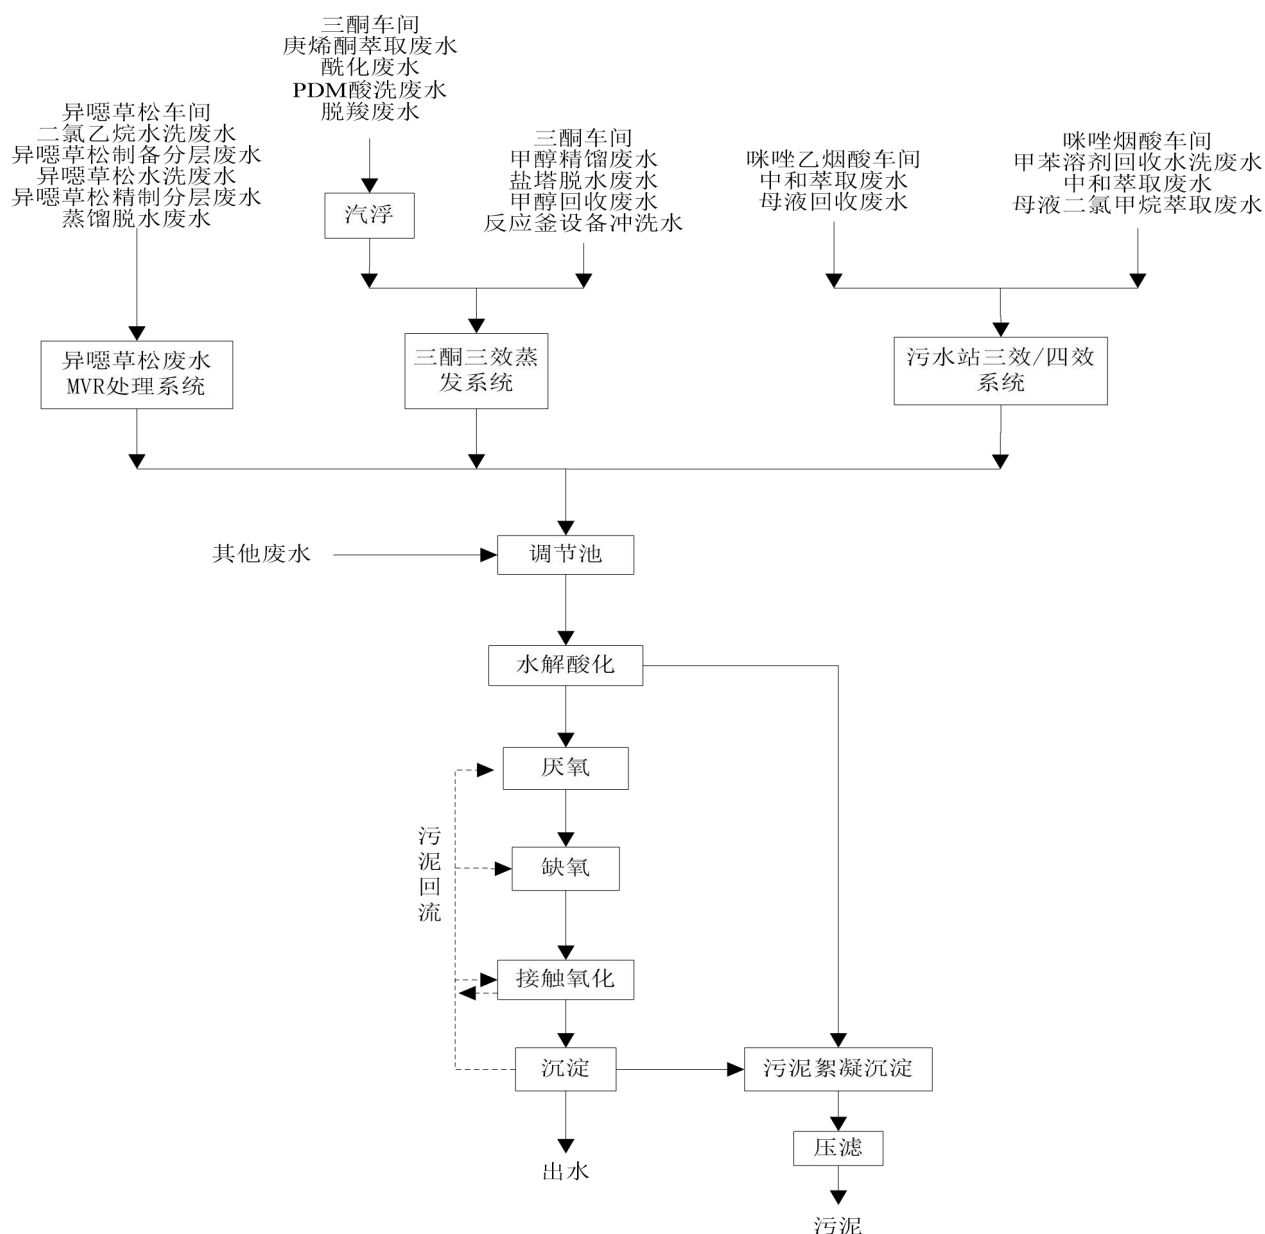 三酮车间
庚烯酮萃取废水
酰化废水
PDM酸洗废水
脱羧废水
异噁草松车间
二氯乙烷水洗废水
异噁草松制备分层废水
异噁草松水洗废水
异噁草松精制分层废水
蒸馏脱水废水
三酮车间
甲醇精馏废水
盐塔脱水废水
甲醇回收废水
反应釜设备冲洗水
咪唑乙烟酸车间
中和萃取废水
母液回收废水
咪唑烟酸车间
甲苯溶剂回收水洗废水
中和萃取废水
母液二氯甲烷萃取废水
汽浮
异噁草松废水
MVR处理系统
三酮三效蒸
发系统
污水站三效/四效
系统
其他废水
调节池
水解酸化
厌氧
污泥回流
缺氧
接触氧化
沉淀
污泥絮凝沉淀
压滤
出水
污泥